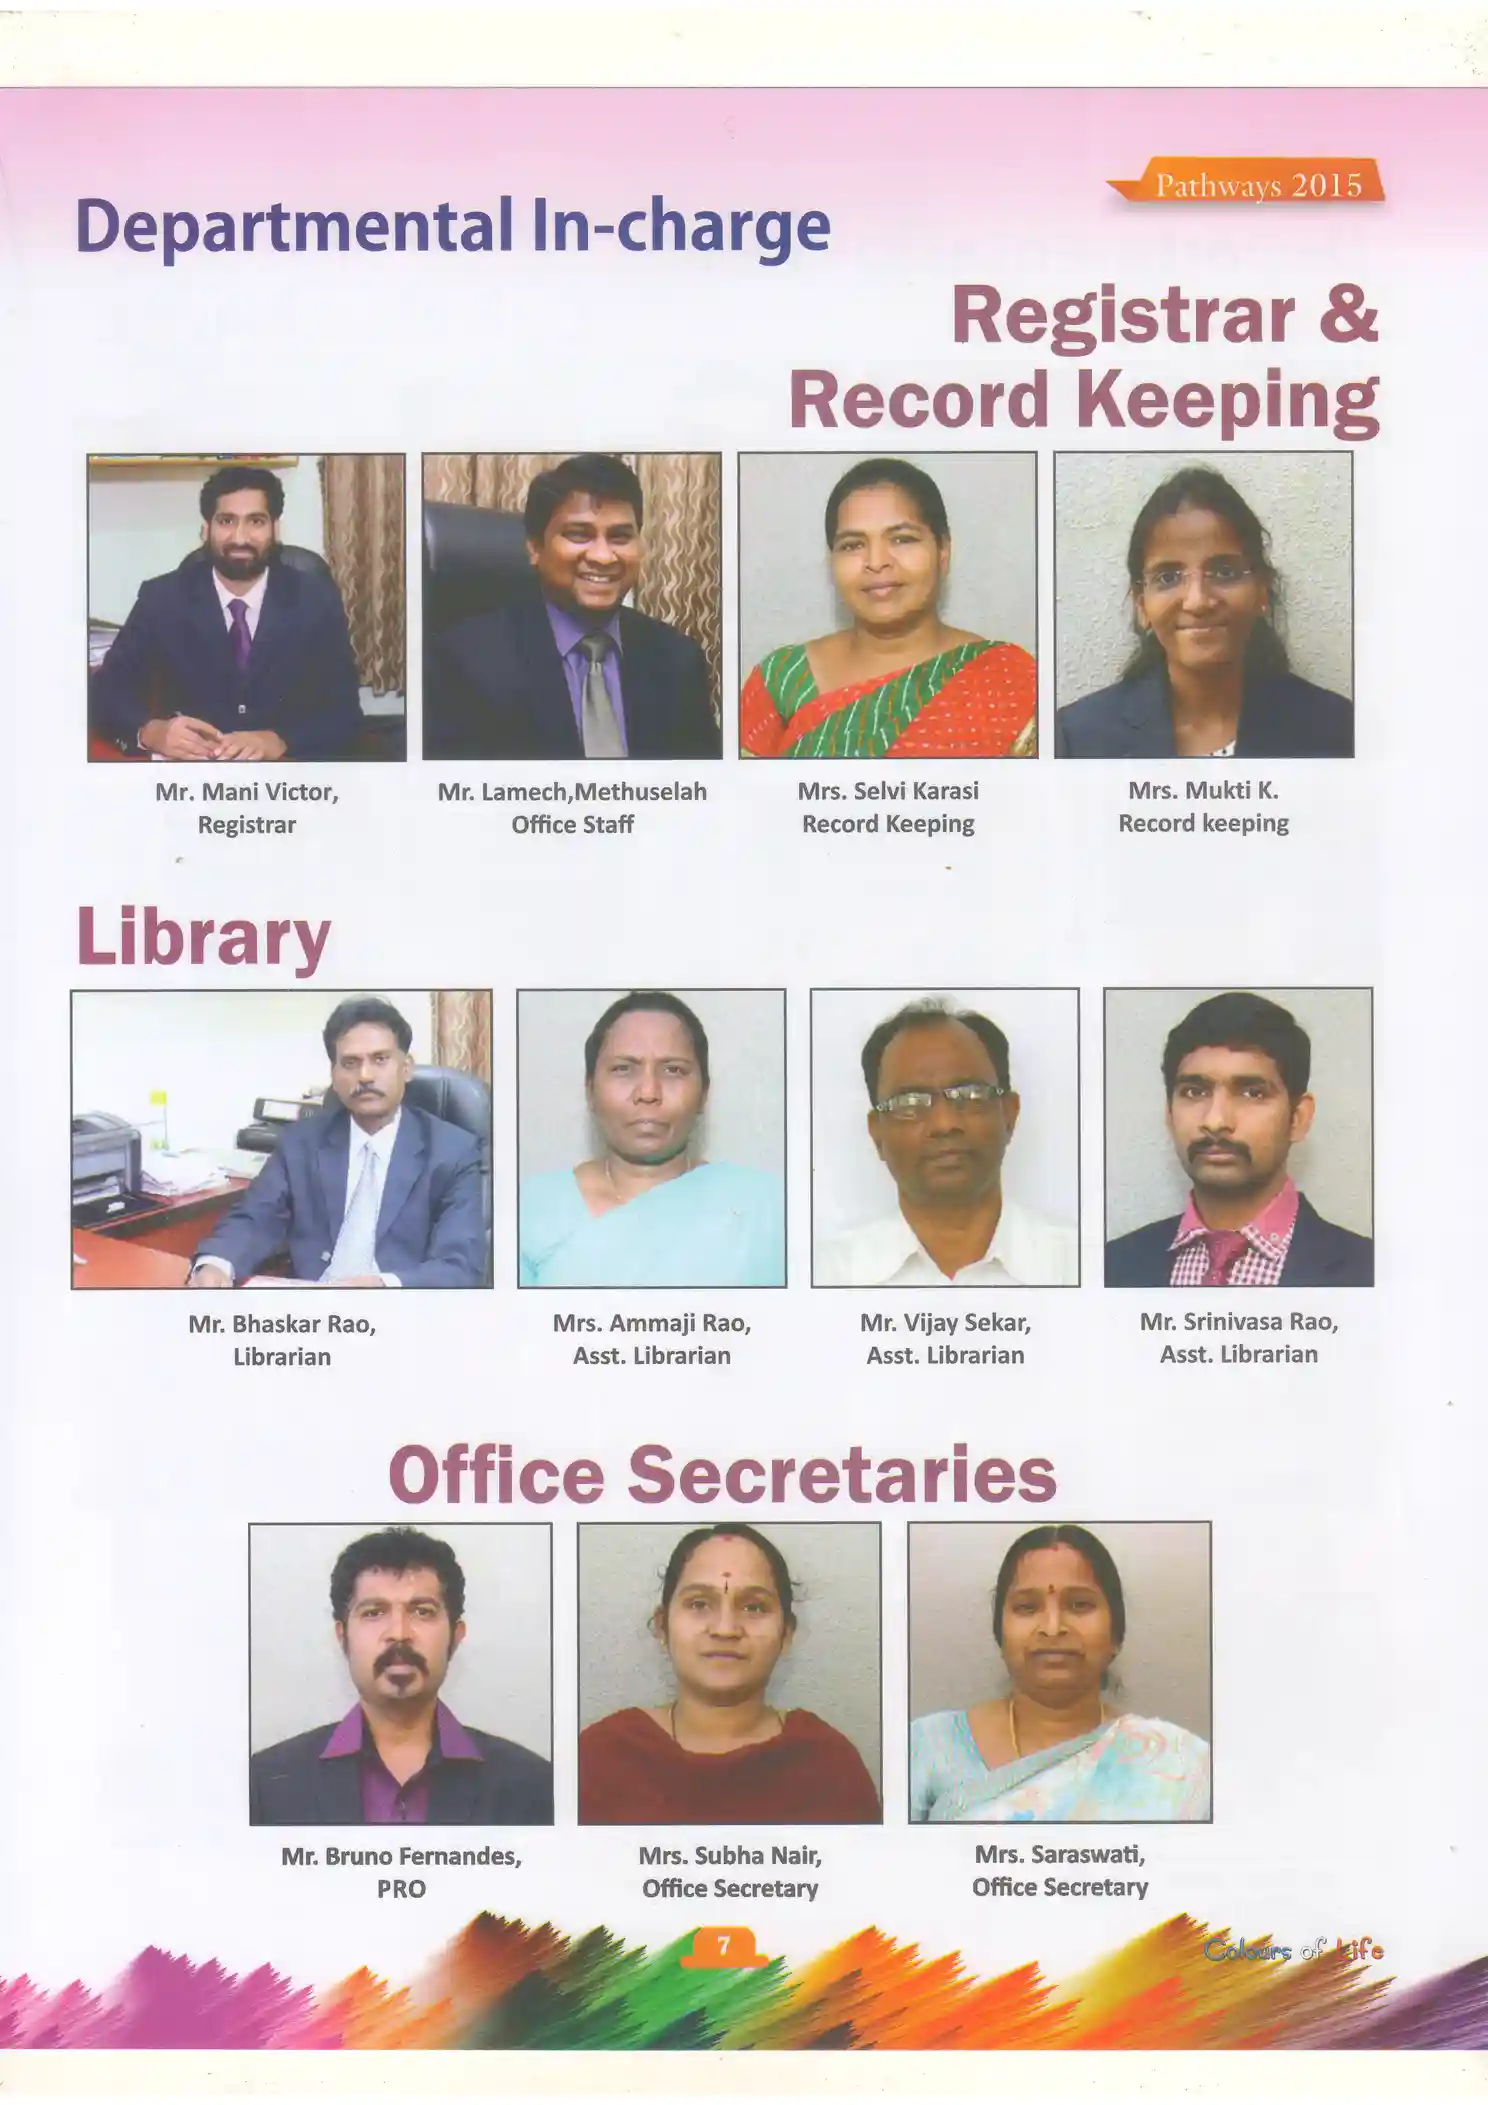 Pathways 2015
Departmental In-charge
Registrar &
Record Keeping
Mr. Mani Victor,
Registrar
Mr. Lamech,Methuselah
Office Staff
Mrs. Selvi Karasi
Record Keeping
Mrs. Mukti K.
Record keeping
Library
Mr. Bhaskar Rao,
Librarian
Mrs. Ammaji Rao,
Asst. Librarian
Mr. Vijay Sekar,
Asst. Librarian
Mr. Srinivasa Rao,
Asst. Librarian
Office Secretaries
Mr. Bruno Fernandes,
PRO
Mrs. Subha Nair,
Office Secretary
Mrs. Saraswati,
Office Secretary
7
Colours of Life